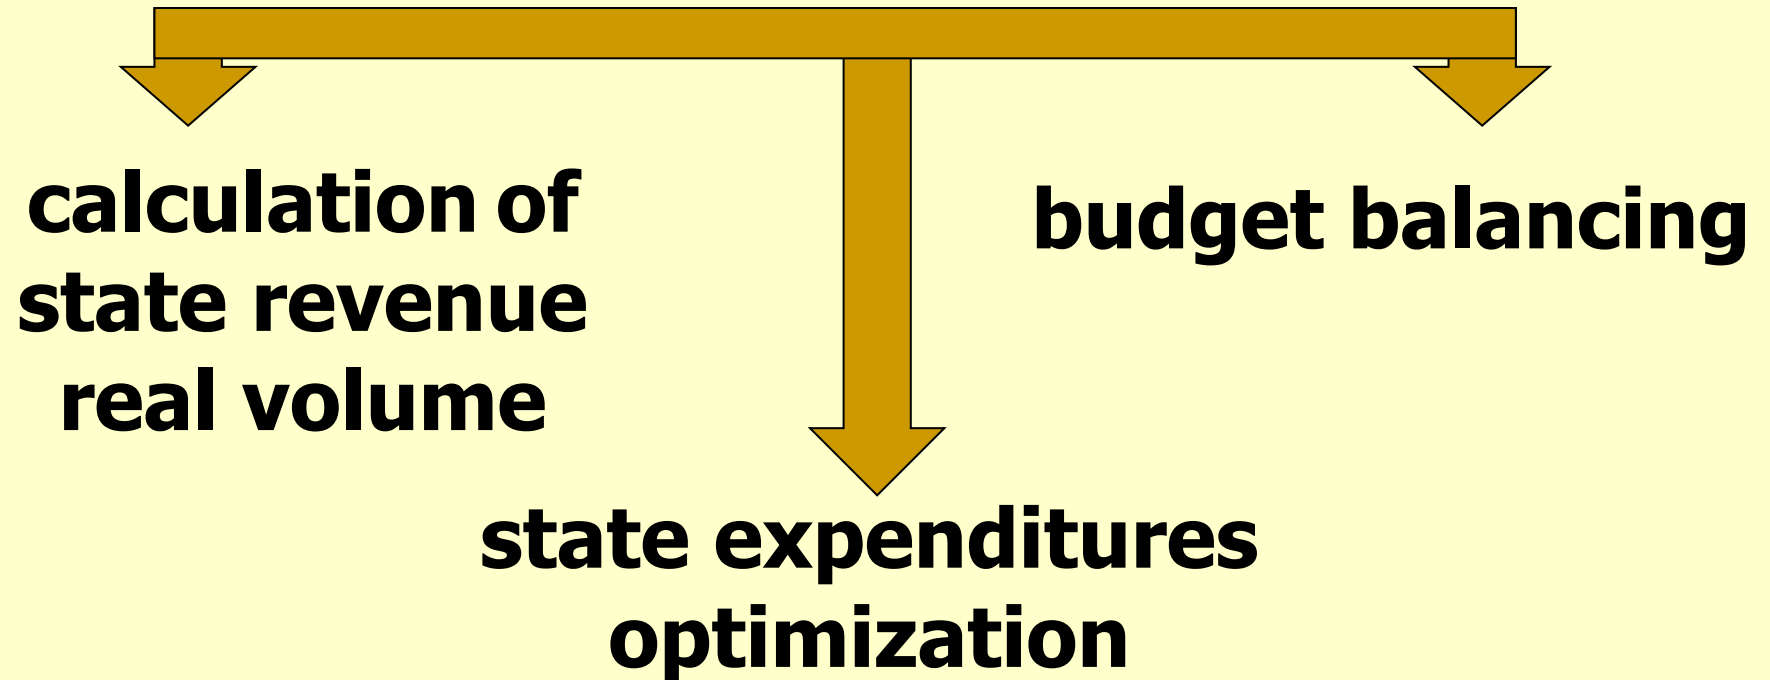 calculation of
state revenue
real volume
budget balancing
state expenditures
optimization